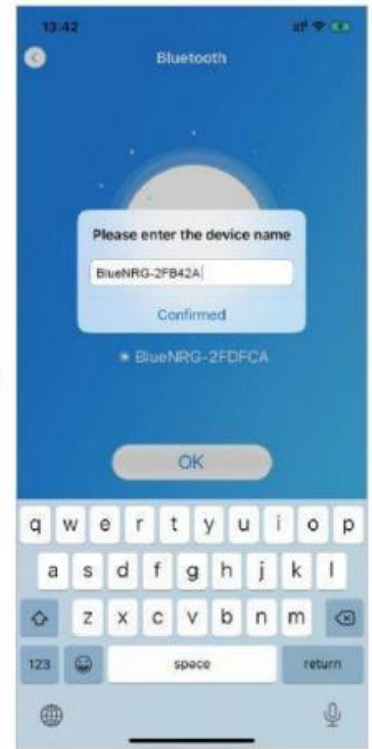 13:42
Bluetooth
Please enter the device name
BlueNRG-2FB42A
Confirmed
BlueNRG-2FDFCA
OK
q w e r t y u i o p
a s d f g h j k l
z x c v b n m
123 space return